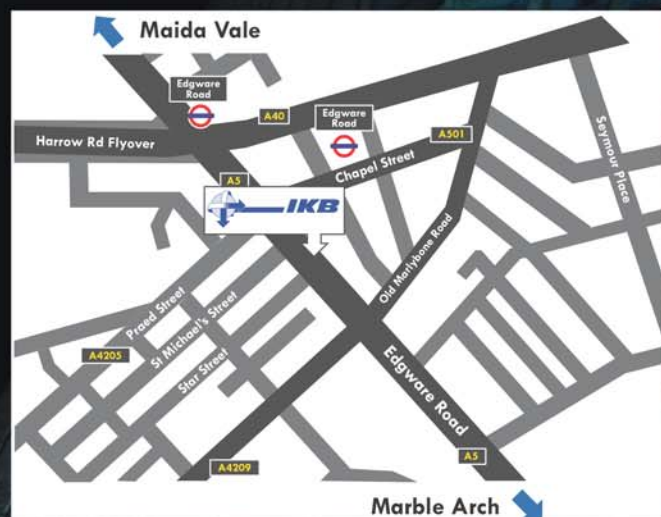 Maida Vale
Edgware
Road
A40
Edgware
Road
A501
Harrow Rd Flyover
Chapel Street
Seymour Place
A5
IKB
Old Marlybone Road
Praed Street
St Michael's Street
A4205
Star Street
Edgware Road
A4209
A5
Marble Arch